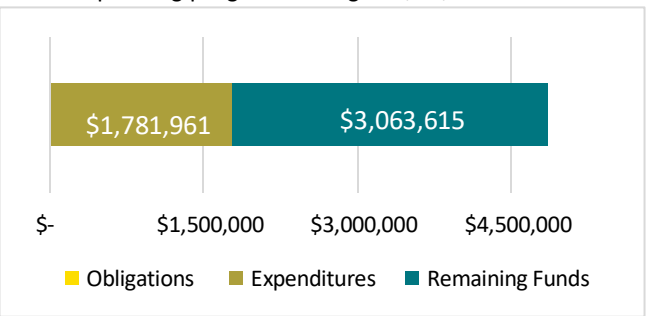 $1,781,961 $3,063,615
$- $1,500,000 $3,000,000 $4,500,000
Obligations Expenditures Remaining Funds